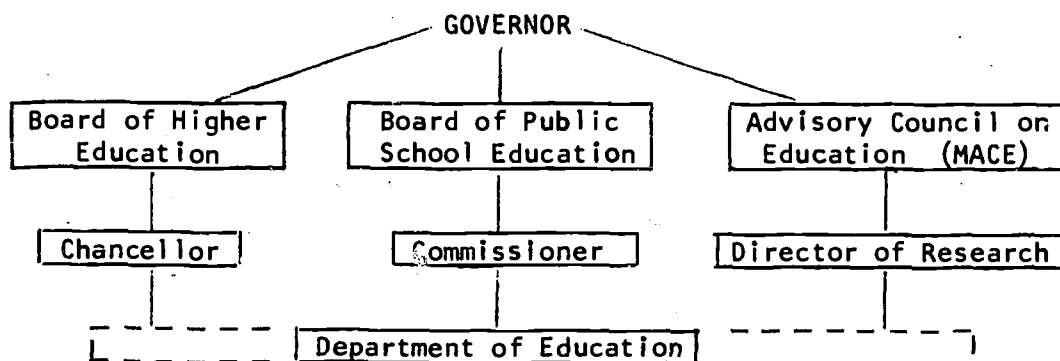 GOVERNOR
Board of Higher
Education
Board of Public
School Education
Advisory Council on
Education (MACE)
Chancellor
Commissioner
Director of Research
Department of Education